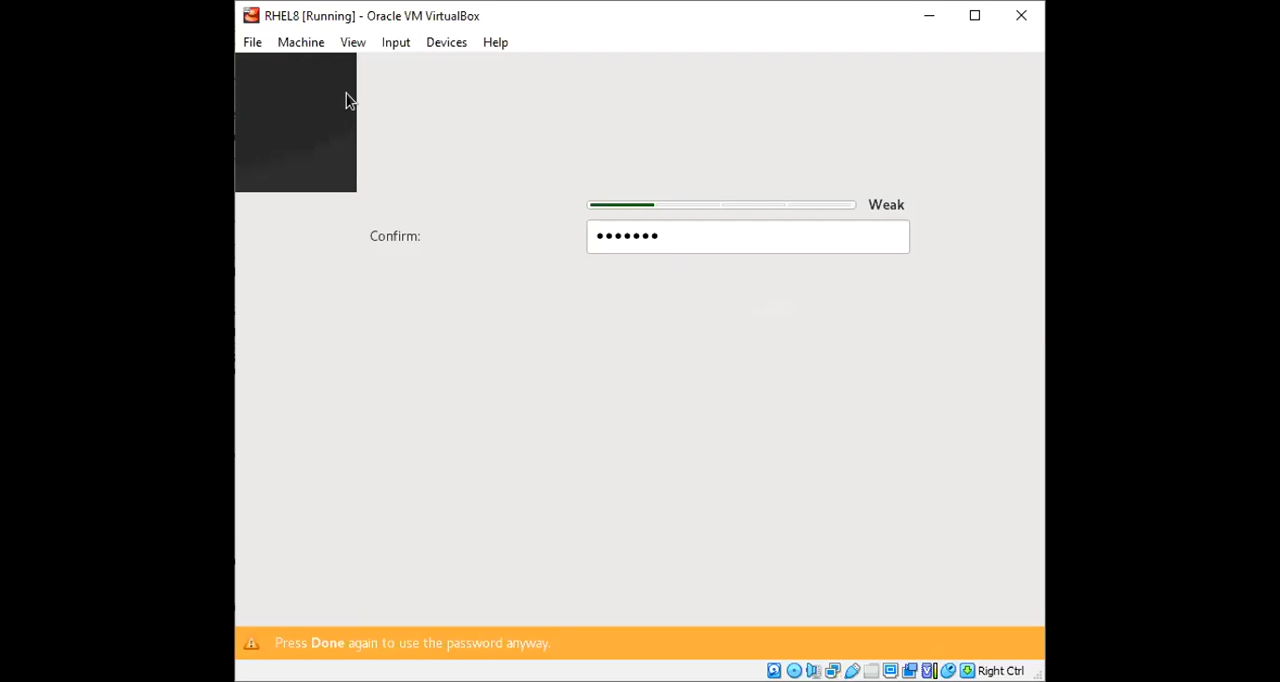 RHEL8 [Running] - Oracle VM VirtualBox
File Machine View Input Devices Help
Weak
Confirm: •••••••
Press Done again to use the password anyway.
Right Ctrl